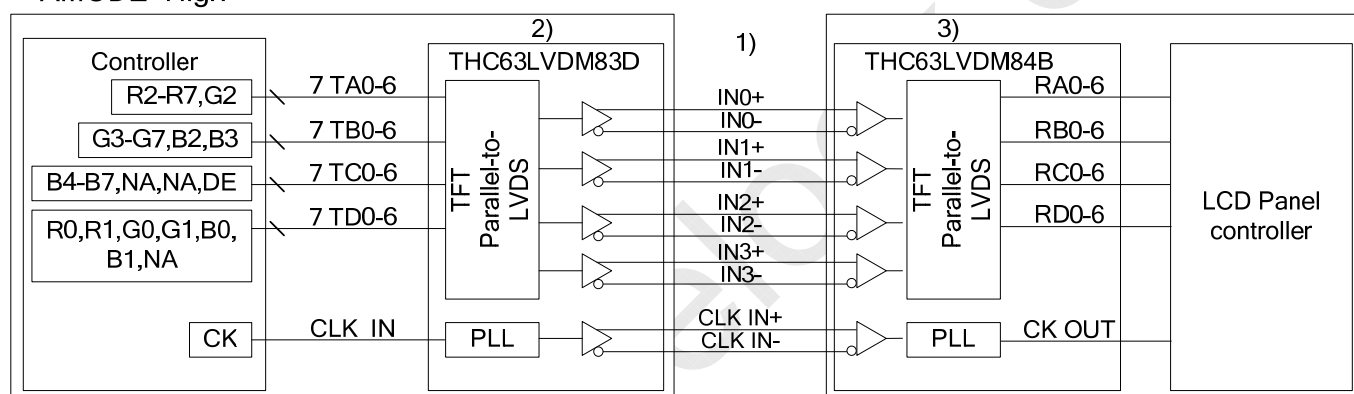 2)
1)
3)
Controller
THC63LVDM83D
THC63LVDM84B
R2-R7,G2
7 TA0-6
IN0+
IN0-
RA0-6
G3-G7,B2,B3
7 TB0-6
IN1+
IN1-
RB0-6
B4-B7,NA,NA,DE
7 TC0-6
IN2+
IN2-
RC0-6
R0,R1,G0,G1,B0,
B1,NA
7 TD0-6
IN3+
IN3-
RD0-6
TFT
Parallel-to-
LVDS
TFT
Parallel-to-
LVDS
LCD Panel
controller
CK
CLK IN
PLL
CLK IN+
CLK IN-
PLL
CK OUT